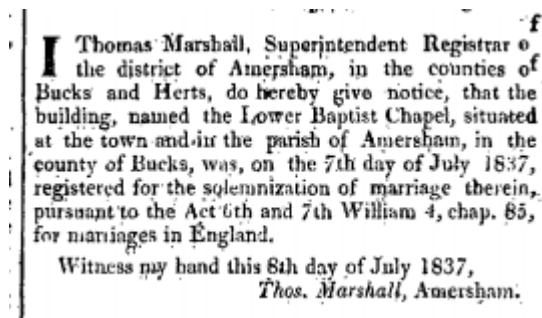 I Thomas Marshall, Superintendent Registrar of
the district of Amersham, in the counties of
Bucks and Herts, do hereby give notice, that the
building, named the Lower Baptist Chapel, situated
at the town and in the parish of Amersham, in the
county of Bucks, was, on the 7th day of July 1837,
registered for the solemnization of marriage therein,
pursuant to the Act 6th and 7th William 4, chap. 85,
for marriages in England.
Witness my hand this 8th day of July 1837,
Thos. Marshall, Amersham.